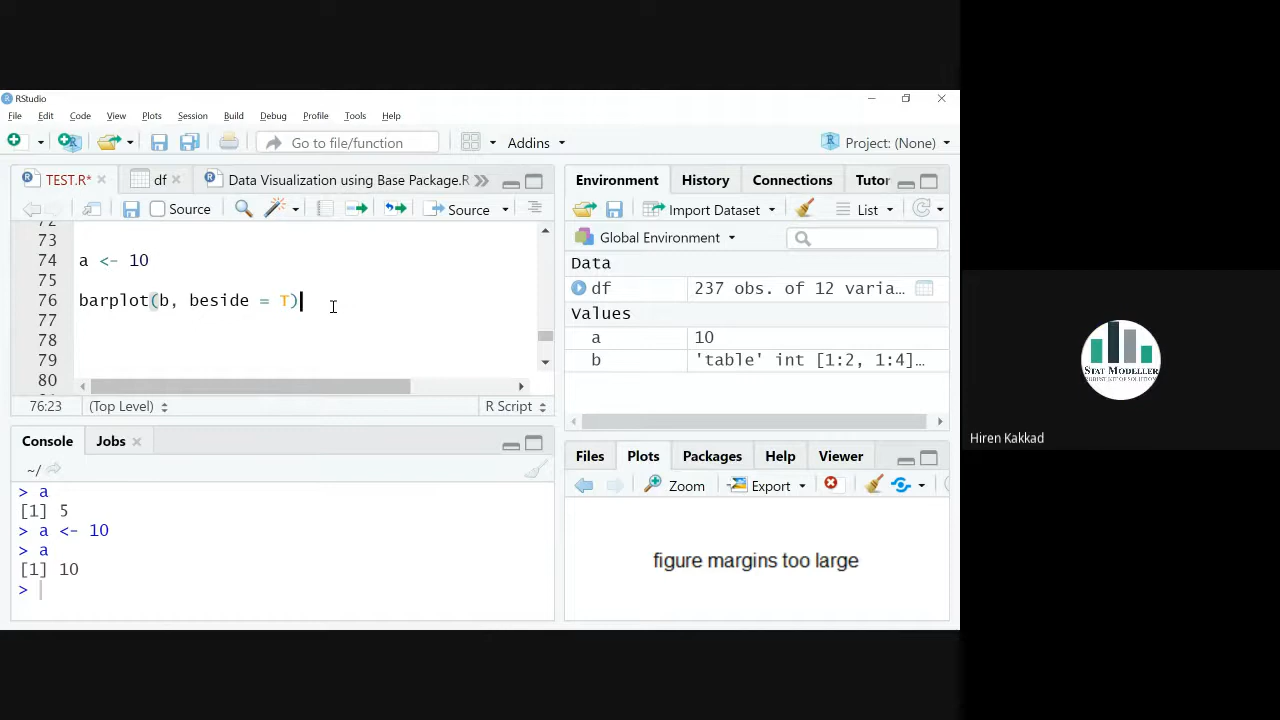 RStudio
File Edit Code View Plots Session Build Debug Profile Tools Help
Go to file/function Addins Project: (None)
TEST.R* df Data Visualization using Base Package.R
Source Source
72
73
74 a <- 10
75
76 barplot(b, beside = T)
77
78
79
80
76:23 (Top Level) R Script
Console Jobs
~/
> a
[1] 5
> a <- 10
> a
[1] 10
>
Environment History Connections Tutor
Import Dataset List
Global Environment
Data
df 237 obs. of 12 varia…
Values
a 10
b 'table' int [1:2, 1:4]…
Files Plots Packages Help Viewer
Zoom Export
figure margins too large
STAT MODELLER
Hiren Kakkad